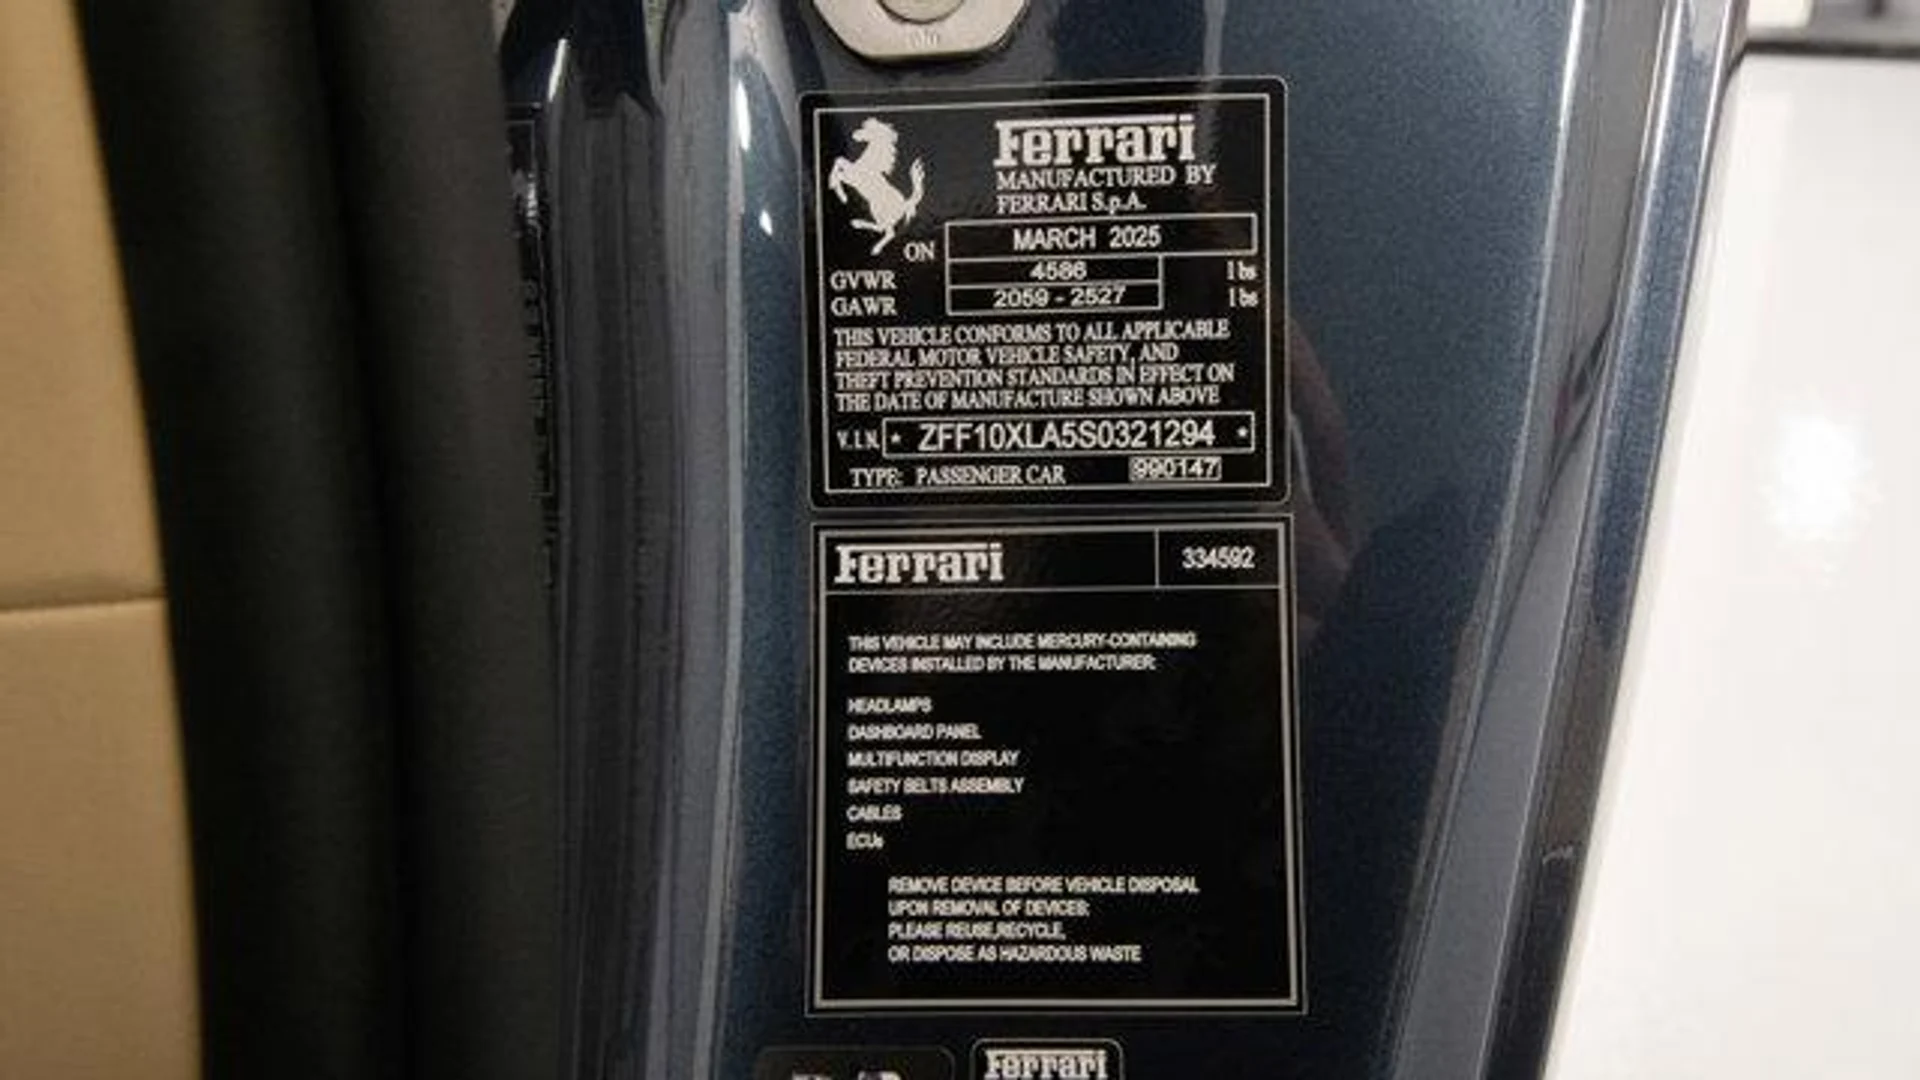 Ferrari
MANUFACTURED BY
FERRARI S.p.A.
ON MARCH 2025
GVWR 4586 lbs
GAWR 2059 - 2527 lbs
THIS VEHICLE CONFORMS TO ALL APPLICABLE
FEDERAL MOTOR VEHICLE SAFETY, AND
THEFT PREVENTION STANDARDS IN EFFECT ON
THE DATE OF MANUFACTURE SHOWN ABOVE
V.I.N. * ZFF10XLA5S0321294 *
TYPE: PASSENGER CAR 990147
Ferrari 334592
THIS VEHICLE MAY INCLUDE MERCURY-CONTAINING
DEVICES INSTALLED BY THE MANUFACTURER:
HEADLAMPS
DASHBOARD PANEL
MULTIFUNCTION DISPLAY
SAFETY BELTS ASSEMBLY
CABLES
ECUs
REMOVE DEVICE BEFORE VEHICLE DISPOSAL
UPON REMOVAL OF DEVICES:
PLEASE REUSE,RECYCLE,
OR DISPOSE AS HAZARDOUS WASTE
Ferrari